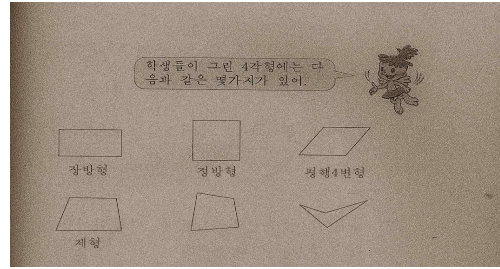 학생들이 그린 4각형에는 다
음과 같은 몇가지가 있어.
장방형 정방형 평행4변형
제형